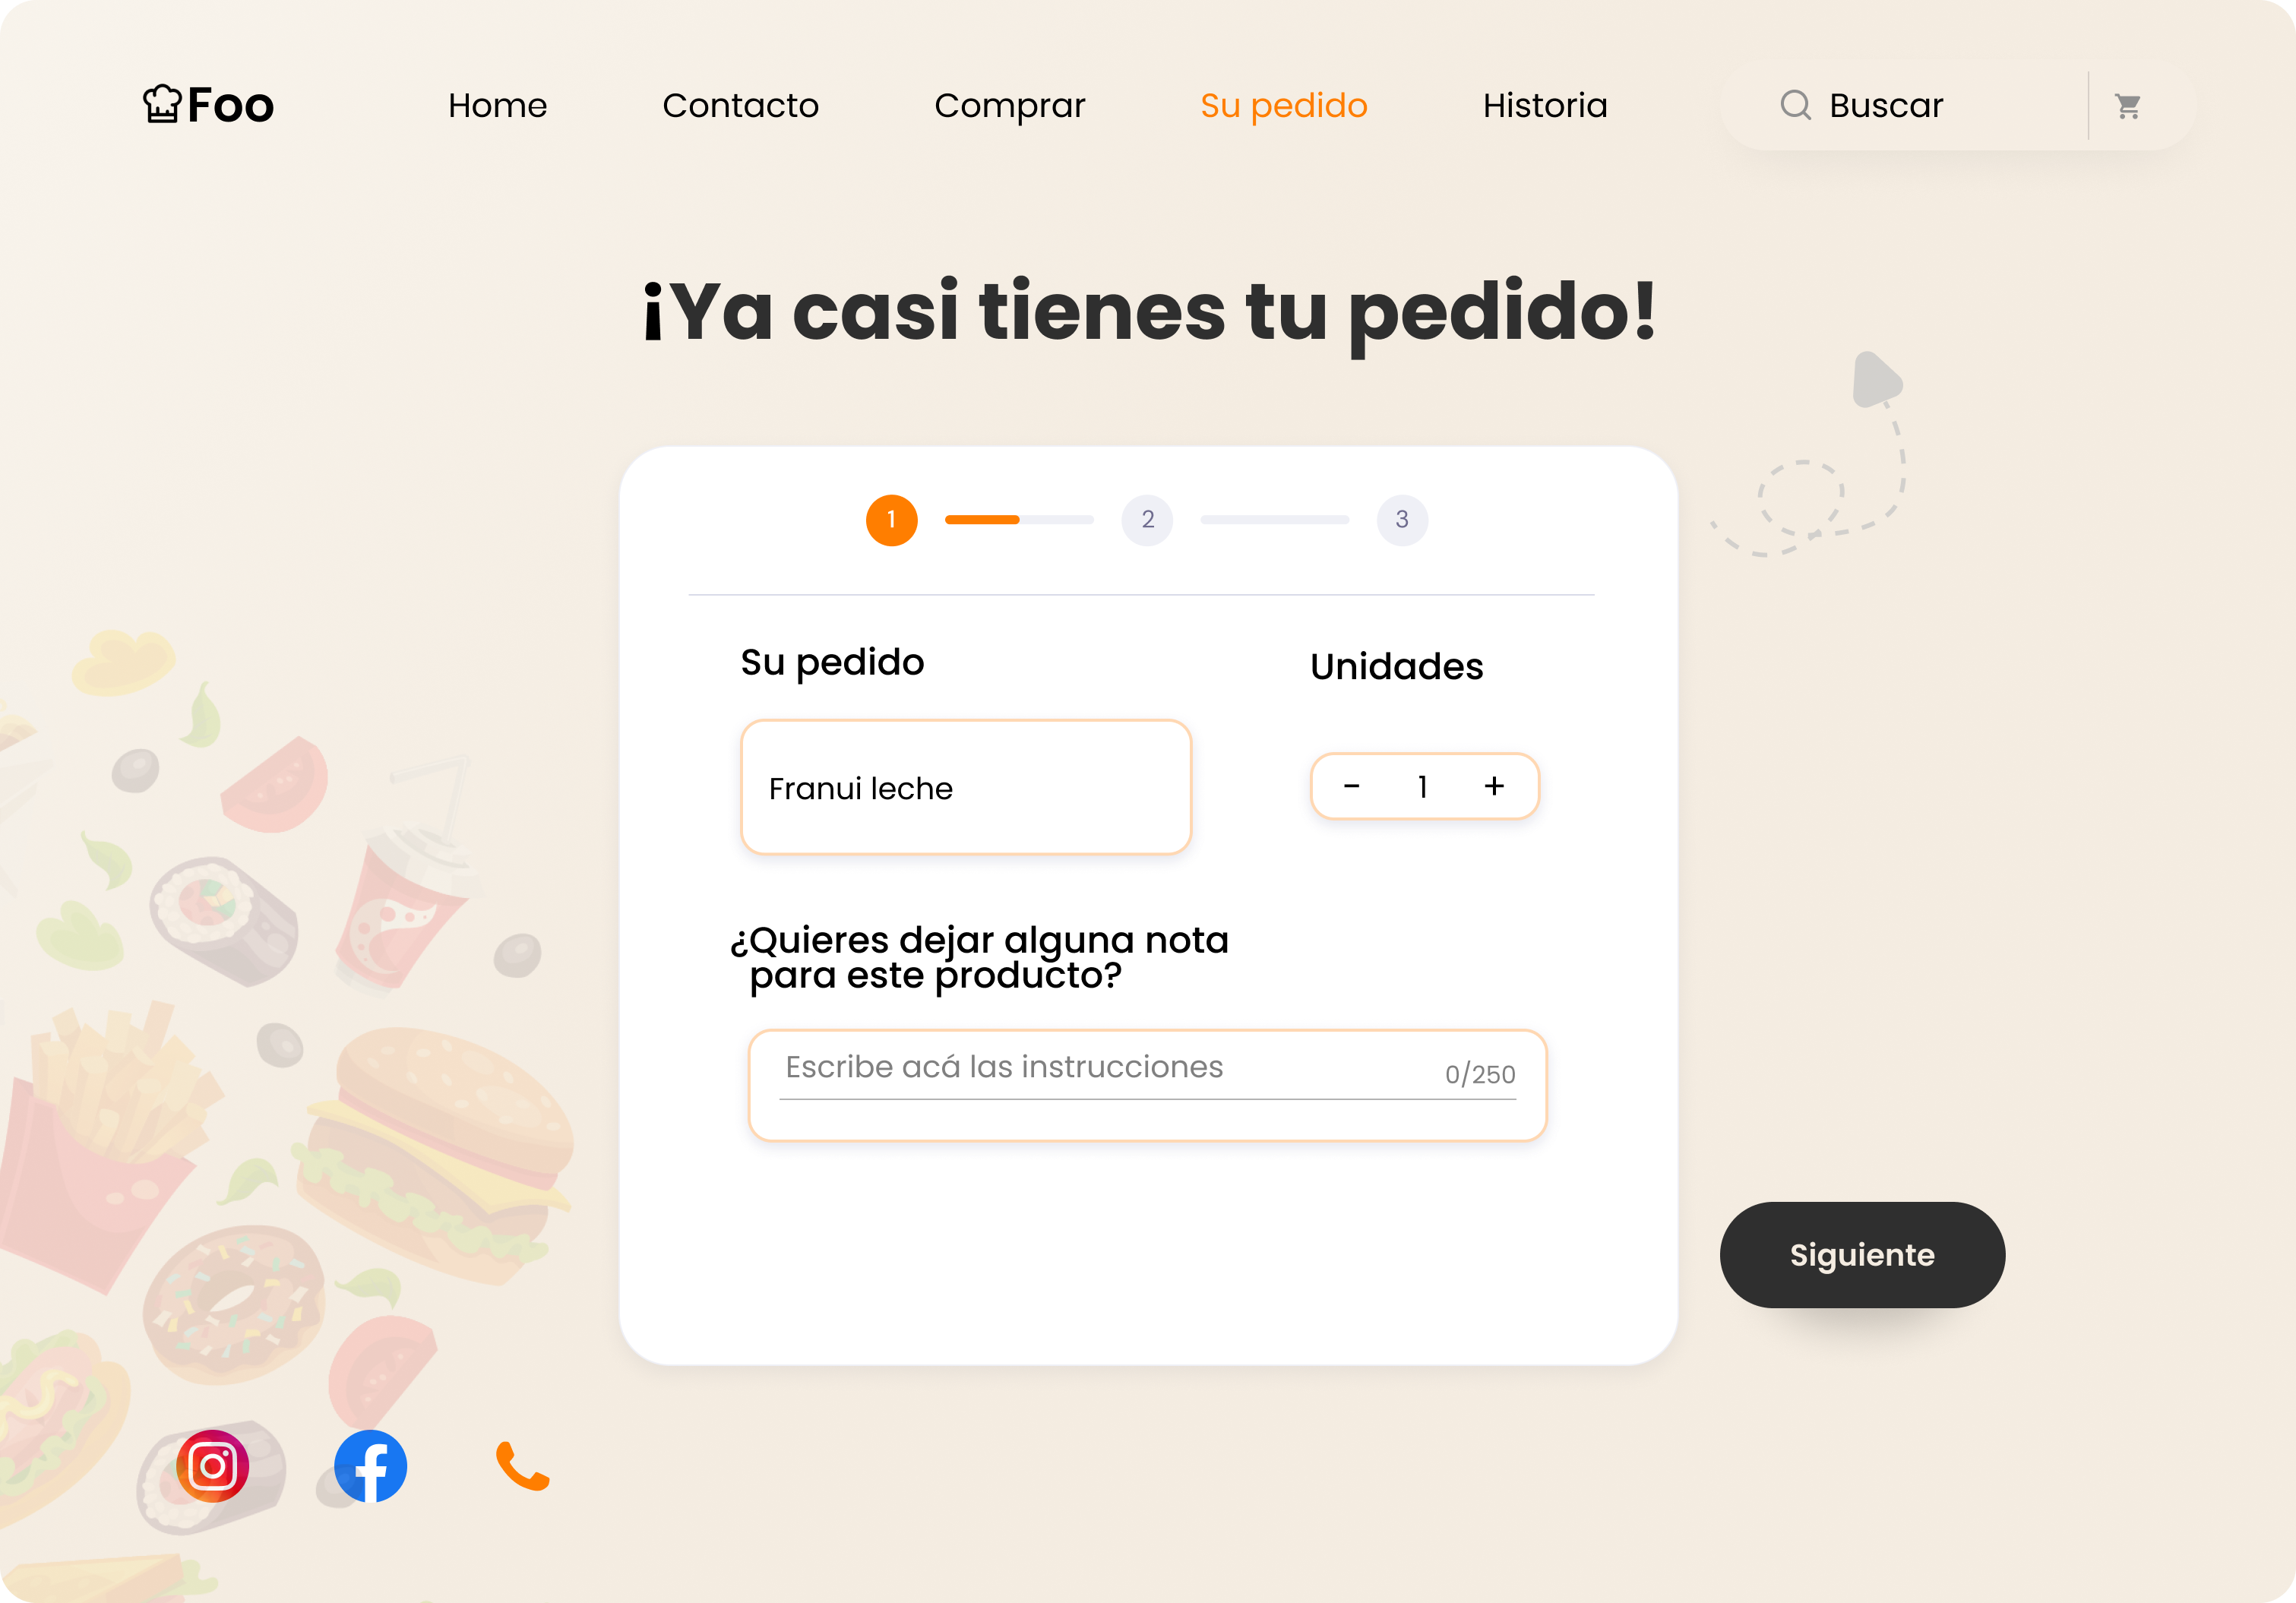 Foo
Home
Contacto
Comprar
Su pedido
Historia
Buscar
¡Ya casi tienes tu pedido!
1
2
3
Su pedido
Unidades
Franui leche
- 1 +
¿Quieres dejar alguna nota
para este producto?
Escribe acá las instrucciones
0/250
Siguiente